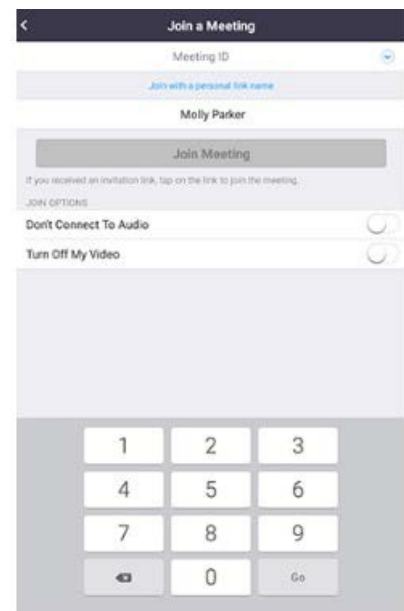 Join a Meeting
Meeting ID
Join with a personal link name
Molly Parker
Join Meeting
If you received an invitation link, tap on the link to join the meeting.
JOIN OPTIONS
Don't Connect To Audio
Turn Off My Video
1 2 3
4 5 6
7 8 9
0 Go